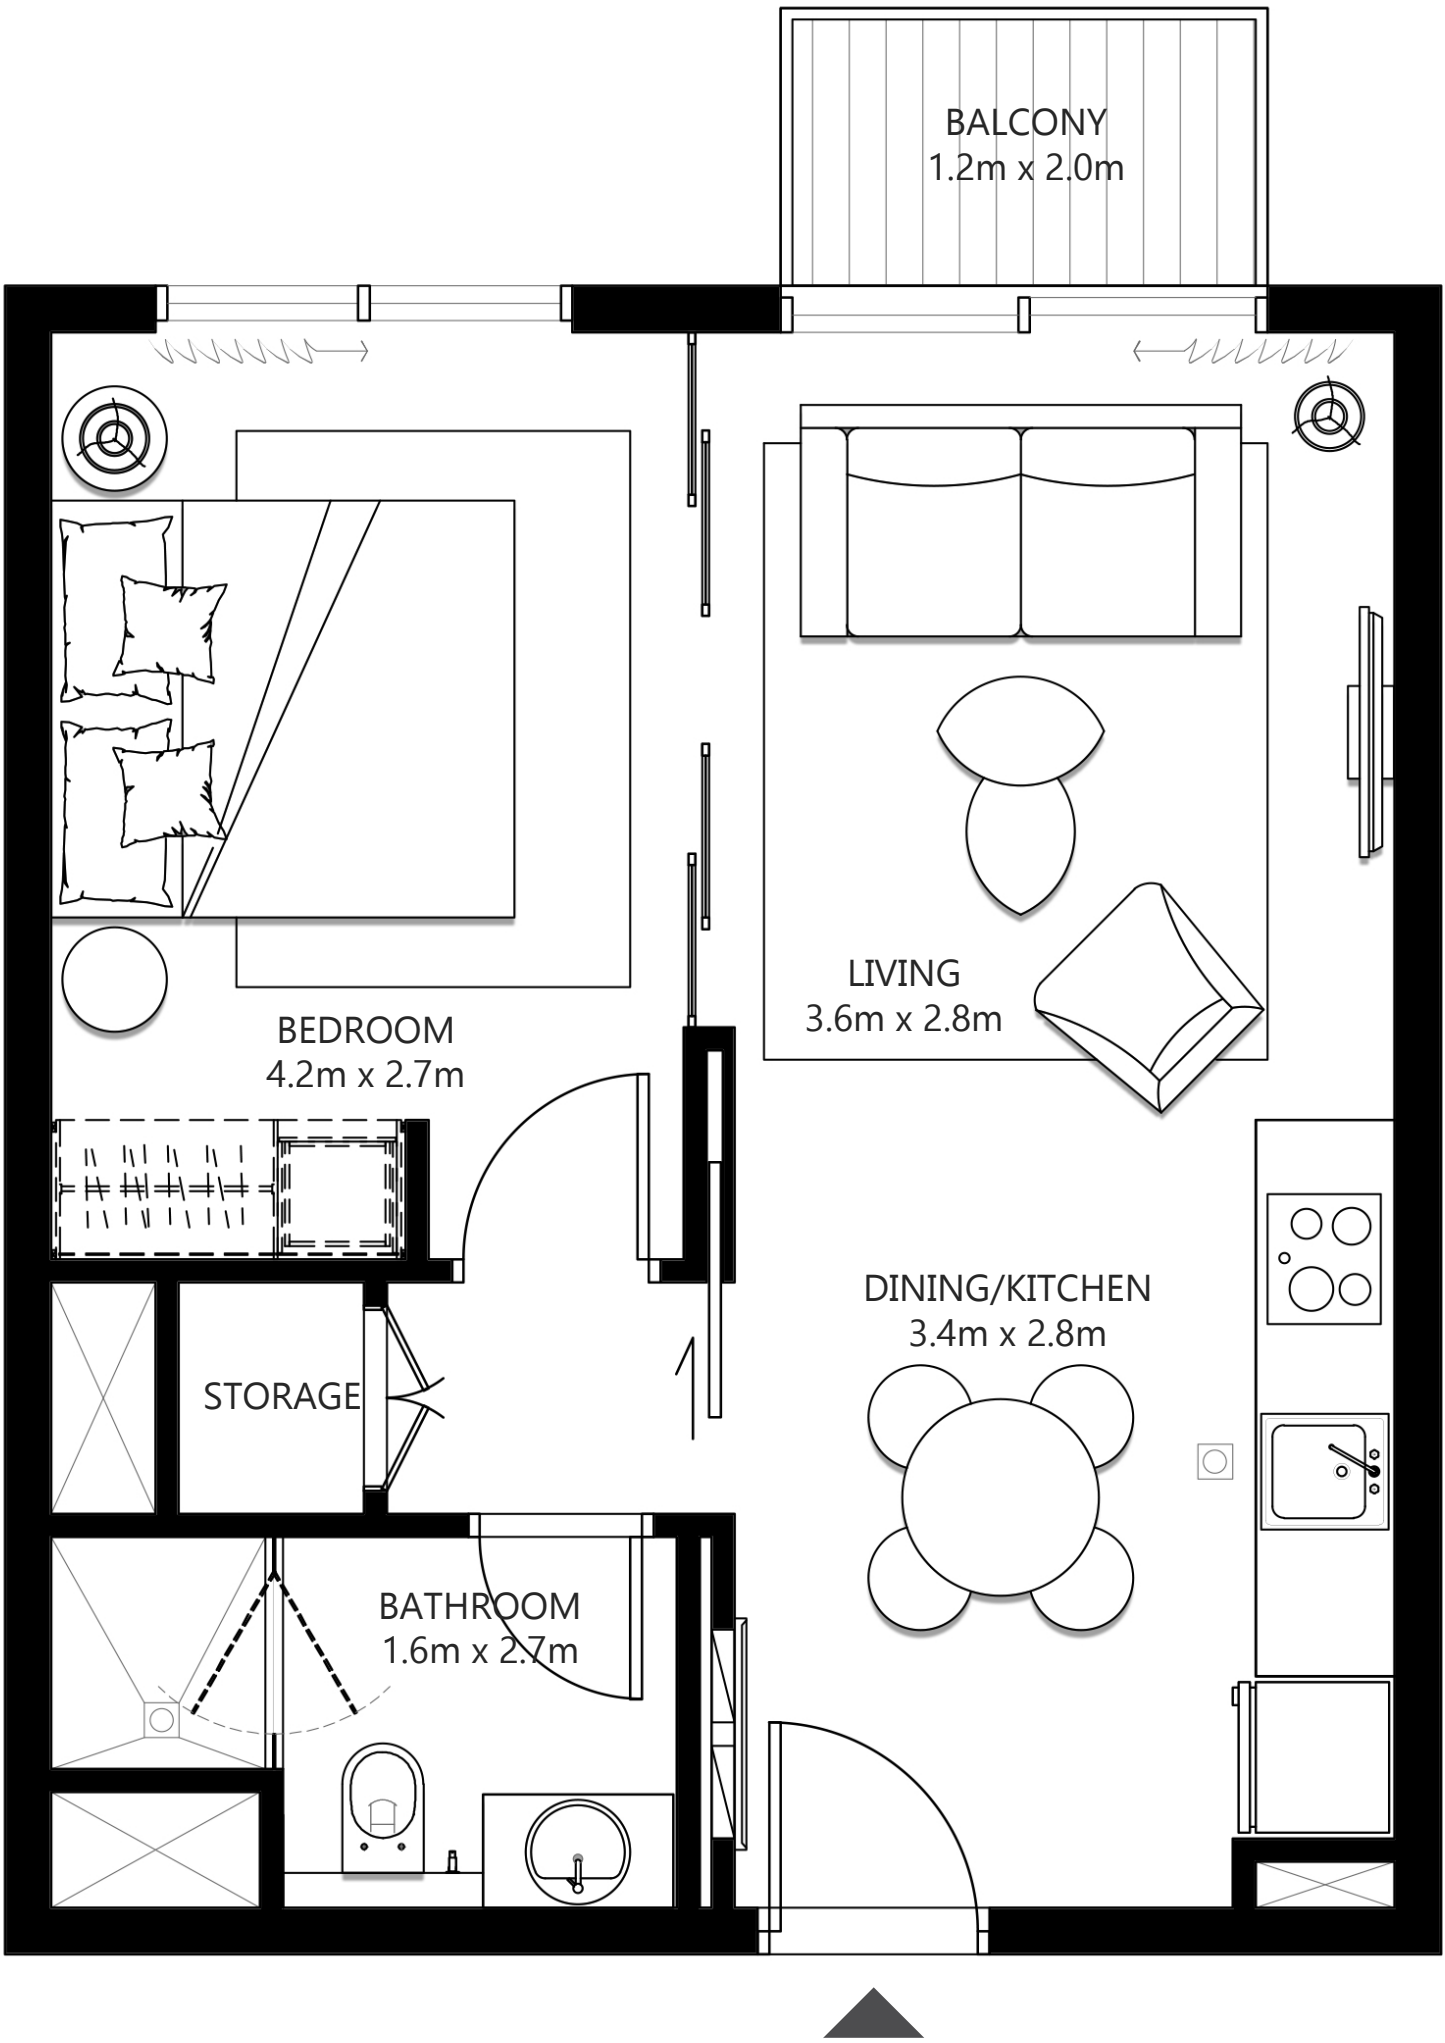 BALCONY
1.2m x 2.0m
LIVING
3.6m x 2.8m
BEDROOM
4.2m x 2.7m
DINING/KITCHEN
3.4m x 2.8m
STORAGE
BATHROOM
1.6m x 2.7m